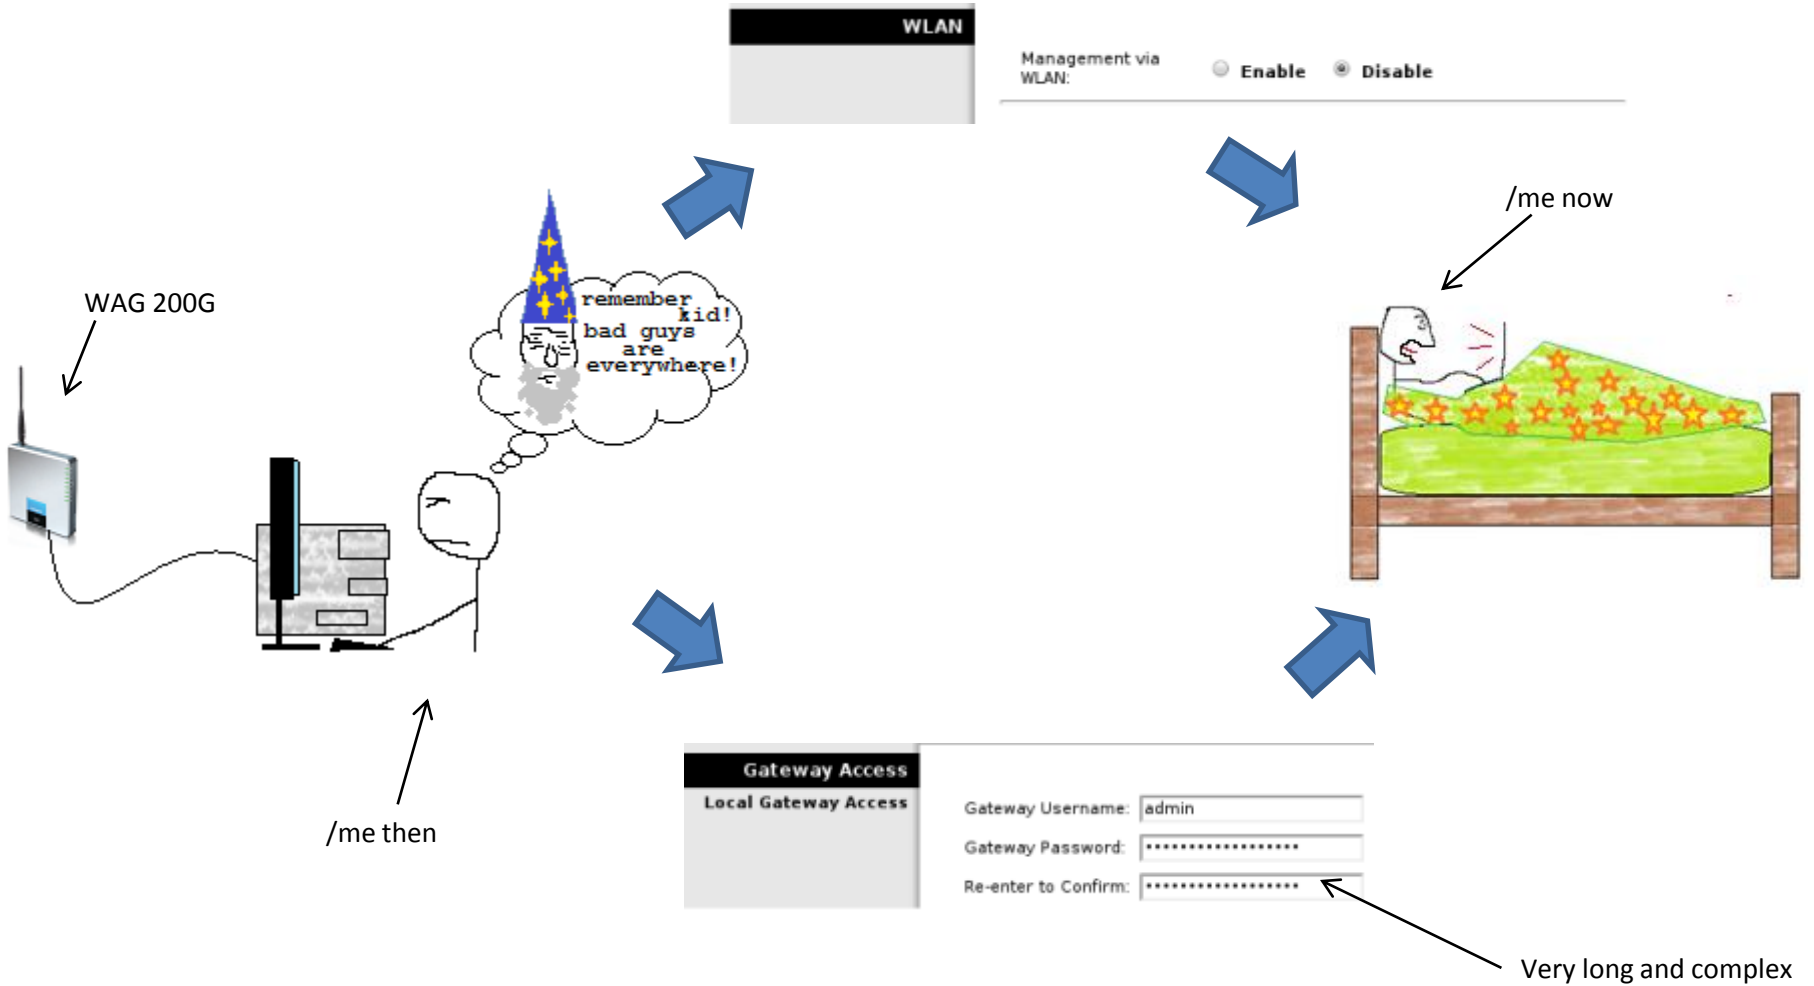 WLAN
Management via
WLAN:
Enable
Disable
/me now
WAG 200G
remember
kid!
bad guys
are
everywhere!
/me then
Gateway Access
Local Gateway Access
Gateway Username: admin
Gateway Password: ••••••••••••••••••
Re-enter to Confirm: ••••••••••••••••••
Very long and complex